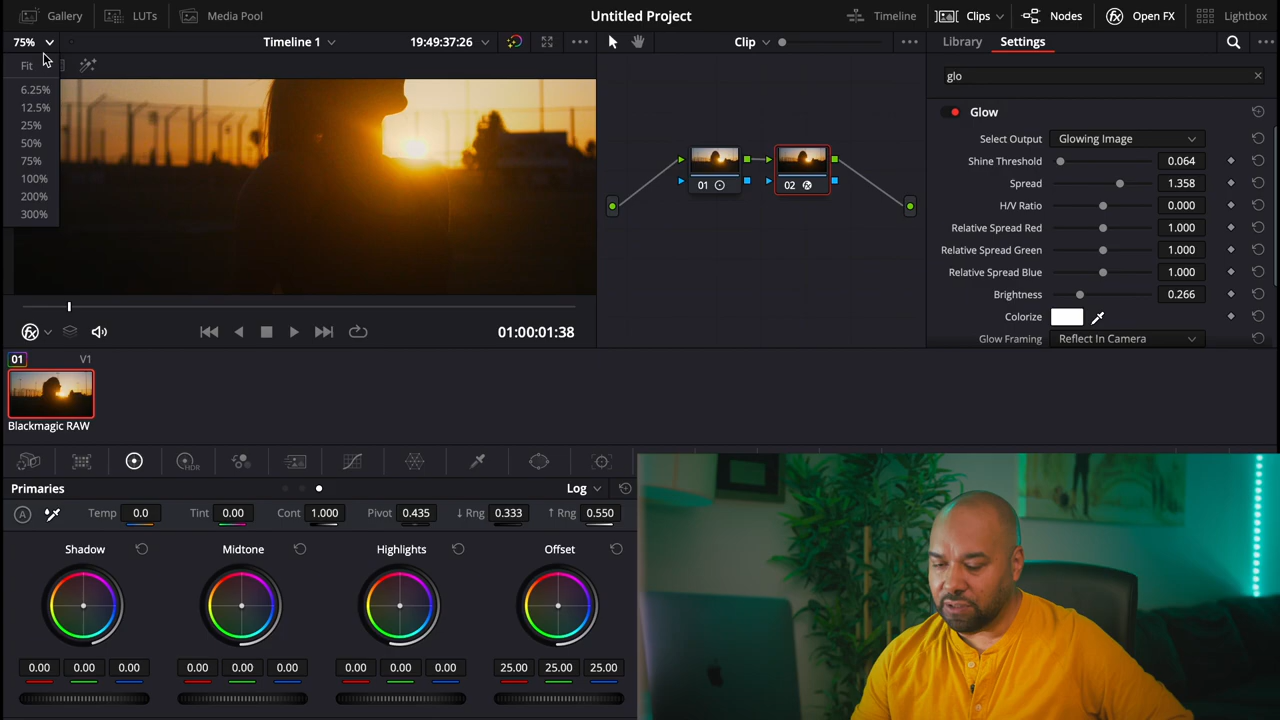 Gallery LUTs Media Pool Untitled Project Timeline Clips Nodes Open FX Lightbox
75% Timeline 1 19:49:37:26 Clip Library Settings
Fit
6.25%
12.5%
25%
50%
75%
100%
200%
300%
01
02
glo
Glow
Select Output Glowing Image
Shine Threshold 0.064
Spread 1.358
H/V Ratio 0.000
Relative Spread Red 1.000
Relative Spread Green 1.000
Relative Spread Blue 1.000
Brightness 0.266
Colorize
Glow Framing Reflect In Camera
01:00:01:38
01 V1
Blackmagic RAW
HDR
Primaries Log
A Temp 0.0 Tint 0.00 Cont 1.000 Pivot 0.435 ↓ Rng 0.333 ↑ Rng 0.550
Shadow Midtone Highlights Offset
0.00 0.00 0.00 0.00 0.00 0.00 0.00 0.00 0.00 25.00 25.00 25.00